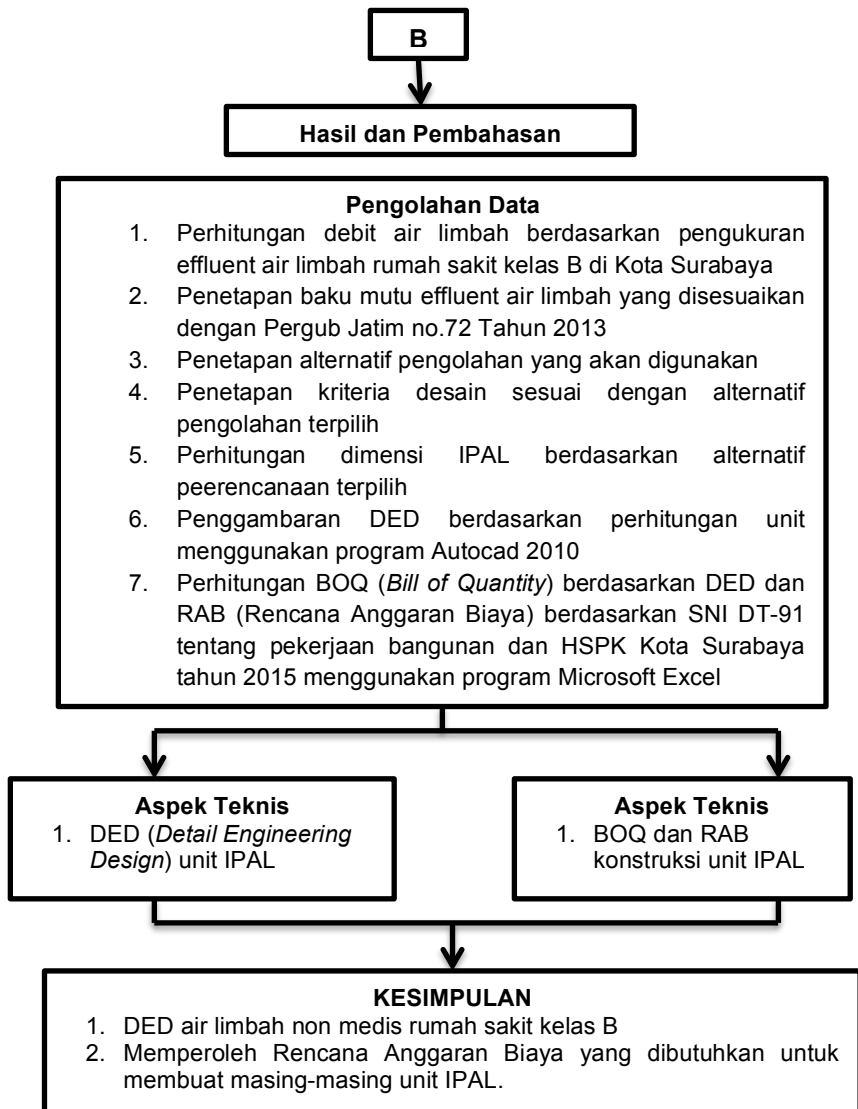 B
Hasil dan Pembahasan
Pengolahan Data
1. Perhitungan debit air limbah berdasarkan pengukuran
effluent air limbah rumah sakit kelas B di Kota Surabaya
2. Penetapan baku mutu effluent air limbah yang disesuaikan
dengan Pergub Jatim no.72 Tahun 2013
3. Penetapan alternatif pengolahan yang akan digunakan
4. Penetapan kriteria desain sesuai dengan alternatif
pengolahan terpilih
5. Perhitungan dimensi IPAL berdasarkan alternatif
peerencanaan terpilih
6. Penggambaran DED berdasarkan perhitungan unit
menggunakan program Autocad 2010
7. Perhitungan BOQ (Bill of Quantity) berdasarkan DED dan
RAB (Rencana Anggaran Biaya) berdasarkan SNI DT-91
tentang pekerjaan bangunan dan HSPK Kota Surabaya
tahun 2015 menggunakan program Microsoft Excel
Aspek Teknis
1. DED (Detail Engineering
Design) unit IPAL
Aspek Teknis
1. BOQ dan RAB
konstruksi unit IPAL
KESIMPULAN
1. DED air limbah non medis rumah sakit kelas B
2. Memperoleh Rencana Anggaran Biaya yang dibutuhkan untuk
membuat masing-masing unit IPAL.